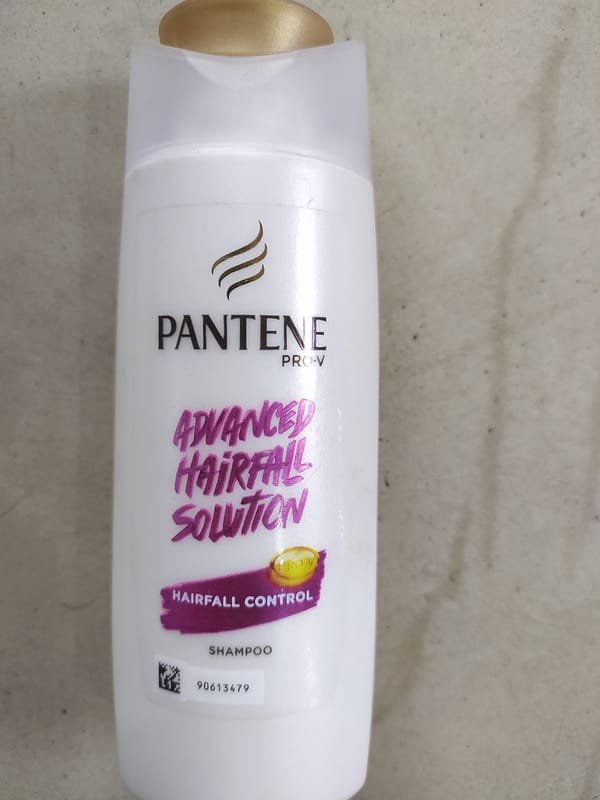 PANTENE
PRO-V
ADVANCED
HAIRFALL
SOLUTION
PRO-V
HAIRFALL CONTROL
SHAMPOO
90613479